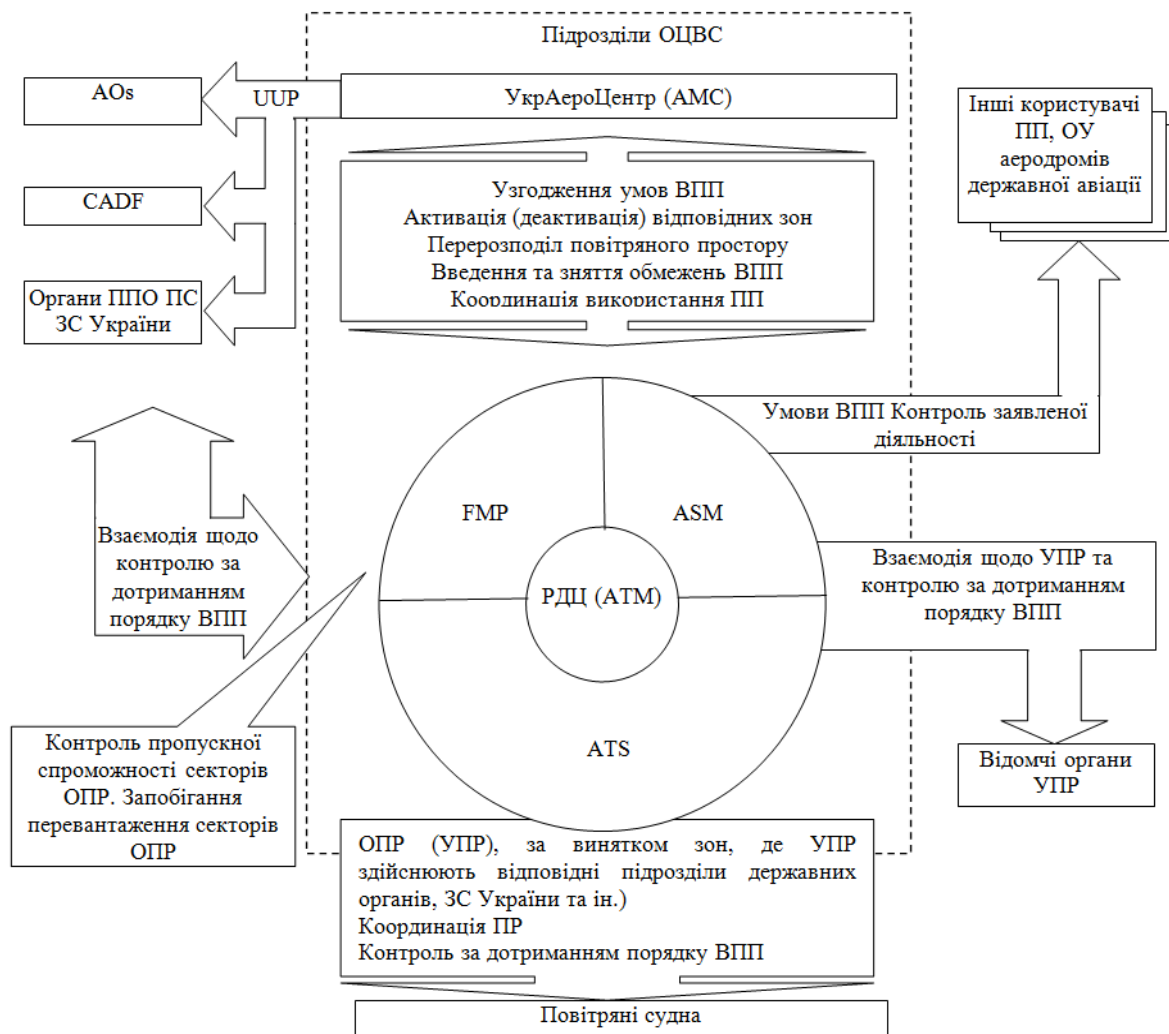 Підрозділи ОЦВС
AOs
UUP
УкрАероЦентр (АМС)
Інші користувачі
ПП, ОУ
аеродромів
державної авіації
CADF
Узгодження умов ВПП
Активація (деактивація) відповідних зон
Перерозподіл повітряного простору
Введення та зняття обмежень ВПП
Координація використання ПП
Органи ППО ПС
ЗС України
Умови ВПП Контроль заявленої
діяльності
FMP
ASM
Взаємодія щодо
контролю за
дотриманням
порядку ВПП
РДЦ (АТМ)
Взаємодія щодо УПР та
контролю за дотриманням
порядку ВПП
ATS
Контроль пропускної
спроможності секторів
ОПР. Запобігання
перевантаження секторів
ОПР
Відомчі органи
УПР
ОПР (УПР), за винятком зон, де УПР
здійснюють відповідні підрозділи державних
органів, ЗС України та ін.)
Координація ПР
Контроль за дотриманням порядку ВПП
Повітряні судна